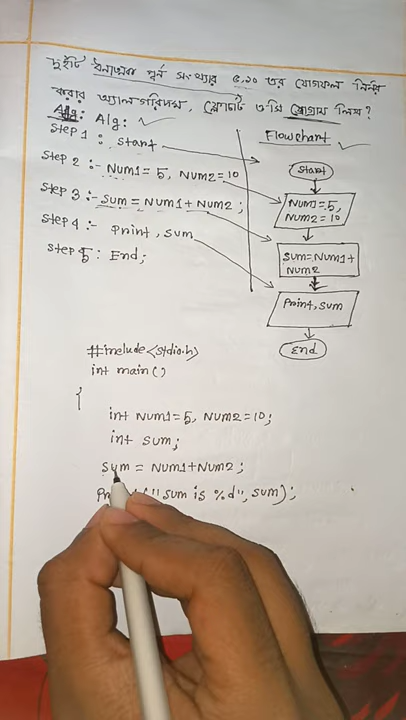 দুইটি ধনাত্মক পূর্ন সংখ্যার ৫,১০ এর যোগফল নির্নয়
করার অ্যালগরিদম, ফ্লোচার্ট ও সি প্রোগ্রাম লিখ?
Alg: Alg:
Step 1 : Start
Step 2 :- Num1 = 5, Num2 = 10
Step 3 :- Sum = Num1 + Num2 ;
Step 4 :- Print, Sum
Step 5 : End;
Flowchart
Start
Num1 = 5,
Num2 = 10
Sum = Num1 +
Num2
Print, Sum
End
#include <stdio.h>
int main()
{
int Num1 = 5, Num2 = 10;
int sum;
Sum = Num1 + Num2 ;
(" Sum is %d", sum);